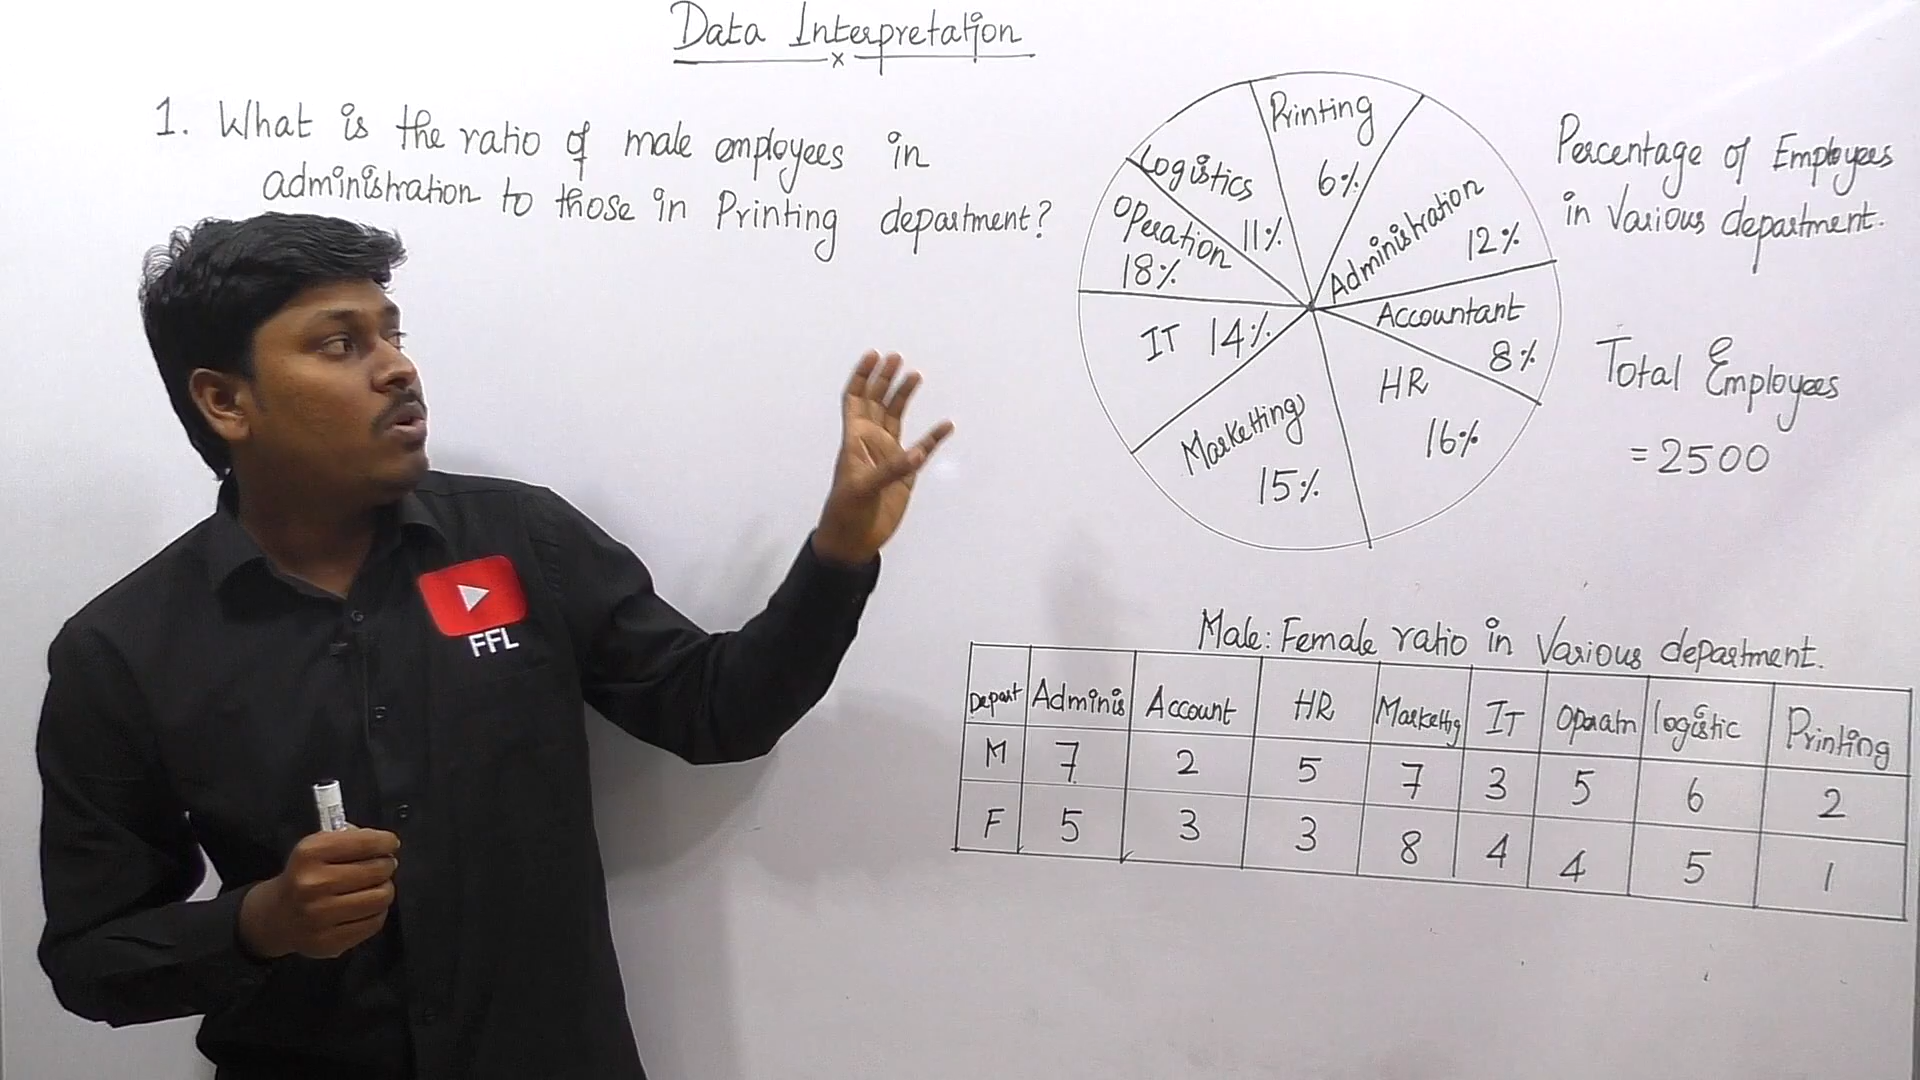 Data Interpretation
1. What is the ratio of male employees in
administration to those in Printing department?
Printing
6%
Logistics
11%
Administration
12%
Operation
18%
Accountant
8%
IT 14%
HR
16%
Marketting
15%
Percentage of Employees
in Various department.
Total Employees
= 2500
FFL
Male: Female ratio in Various department.
Depart Adminis Account HR Markettg IT Operatn logistic Printing
M 7 2 5 7 3 5 6 2
F 5 3 3 8 4 4 5 1